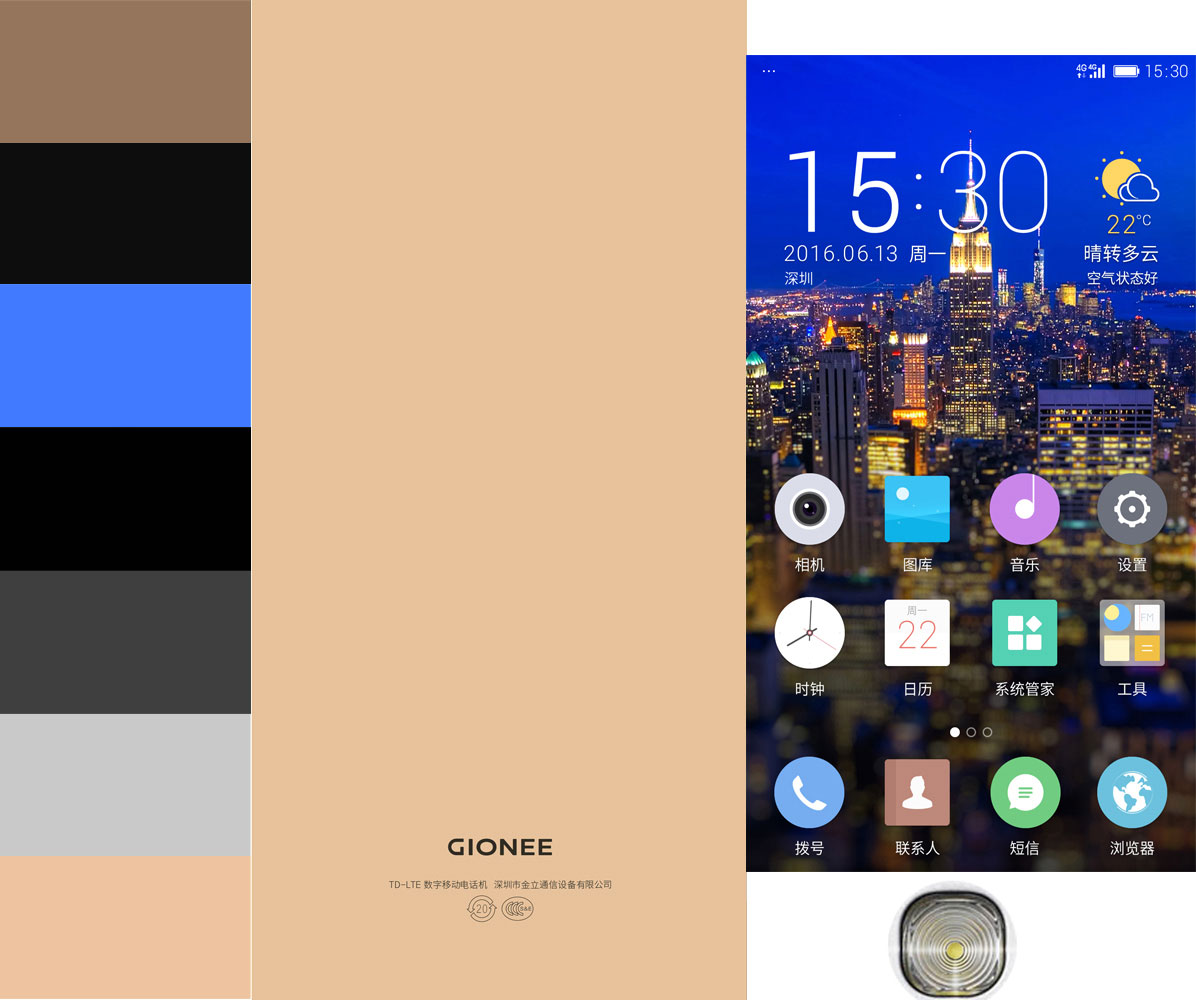 GIONEE
TD-LTE 数字移动电话机 深圳市金立通信设备有限公司
20
S&E
4G 4G 15:30
15:30
22°C
2016.06.13 周一
晴转多云
深圳
空气状态好
相机
图库
音乐
设置
周一
22
FM
时钟
日历
系统管家
工具
拨号
联系人
短信
浏览器